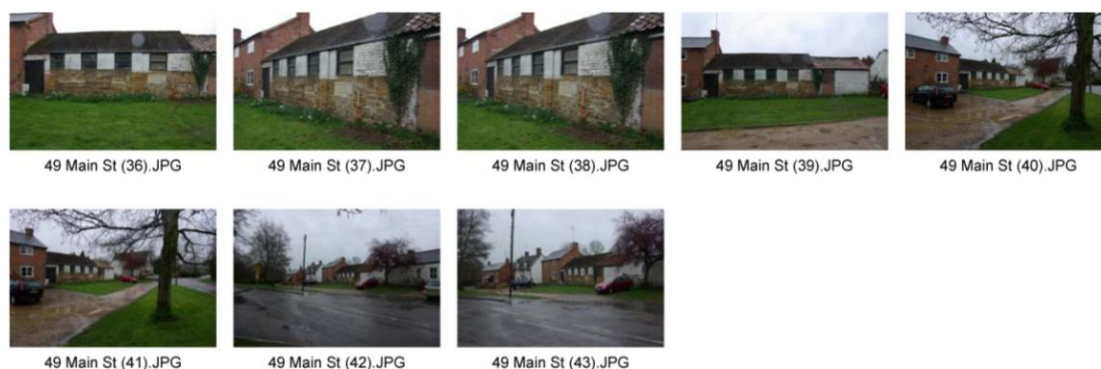 49 Main St (36).JPG
49 Main St (37).JPG
49 Main St (38).JPG
49 Main St (39).JPG
49 Main St (40).JPG
49 Main St (41).JPG
49 Main St (42).JPG
49 Main St (43).JPG